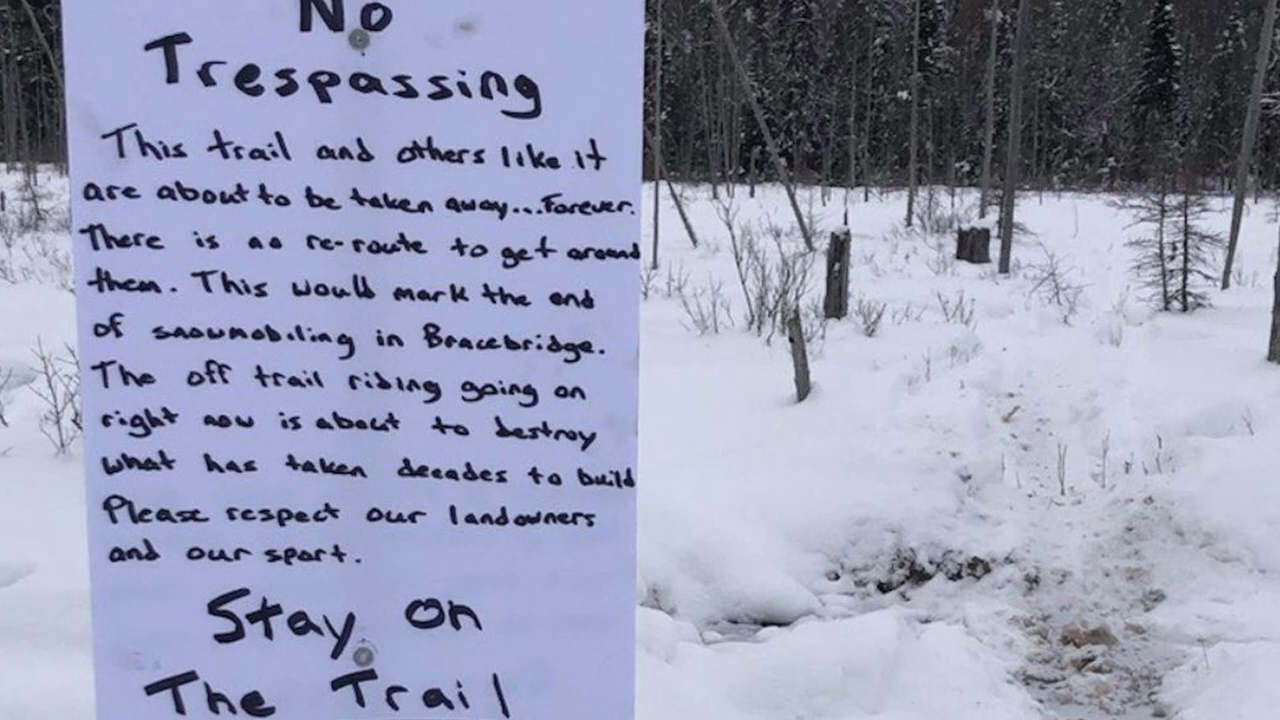 No
Trespassing
This trail and others like it
are about to be taken away...Forever.
There is no re-route to get around
them. This would mark the end
of snowmobiling in Bracebridge.
The off trail riding going on
right now is about to destroy
what has taken decades to build
Please respect our landowners
and our sport.
Stay on
The Trail